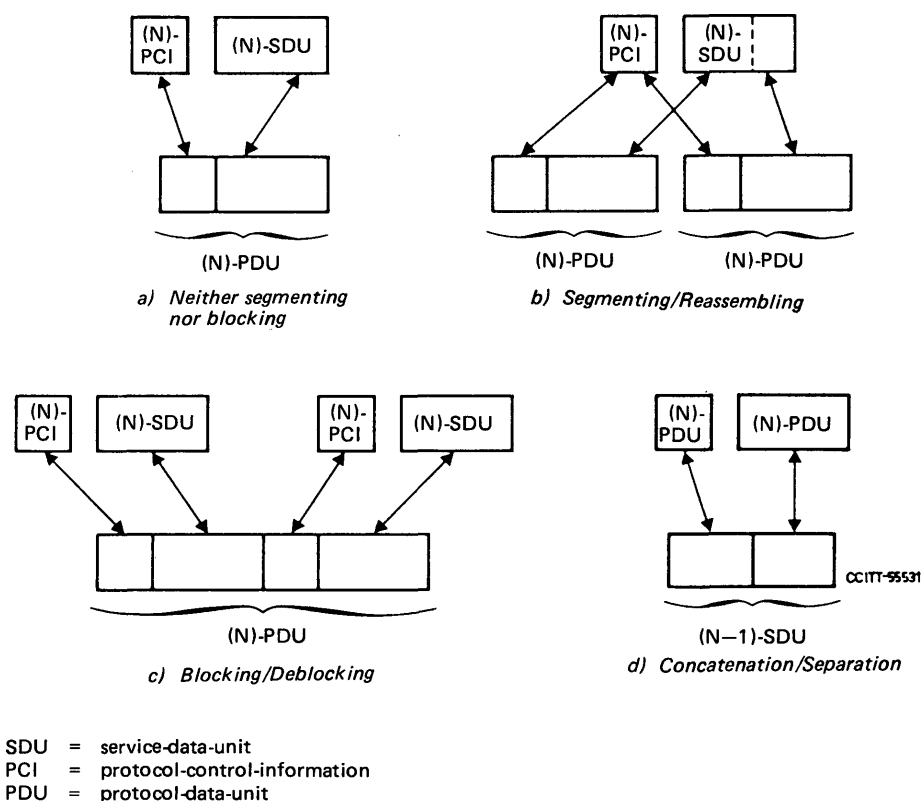 (N)-
PCI
(N)-SDU
(N)-PDU
a) Neither segmenting
nor blocking
(N)-
PCI
(N)-
SDU
(N)-PDU
(N)-PDU
b) Segmenting/Reassembling
(N)-
PCI
(N)-SDU
(N)-
PCI
(N)-SDU
(N)-PDU
c) Blocking/Deblocking
(N)-
PDU
(N)-PDU
CCITT-55531
(N—1)-SDU
d) Concatenation/Separation
SDU = service-data-unit
PCI = protocol-control-information
PDU = protocol-data-unit